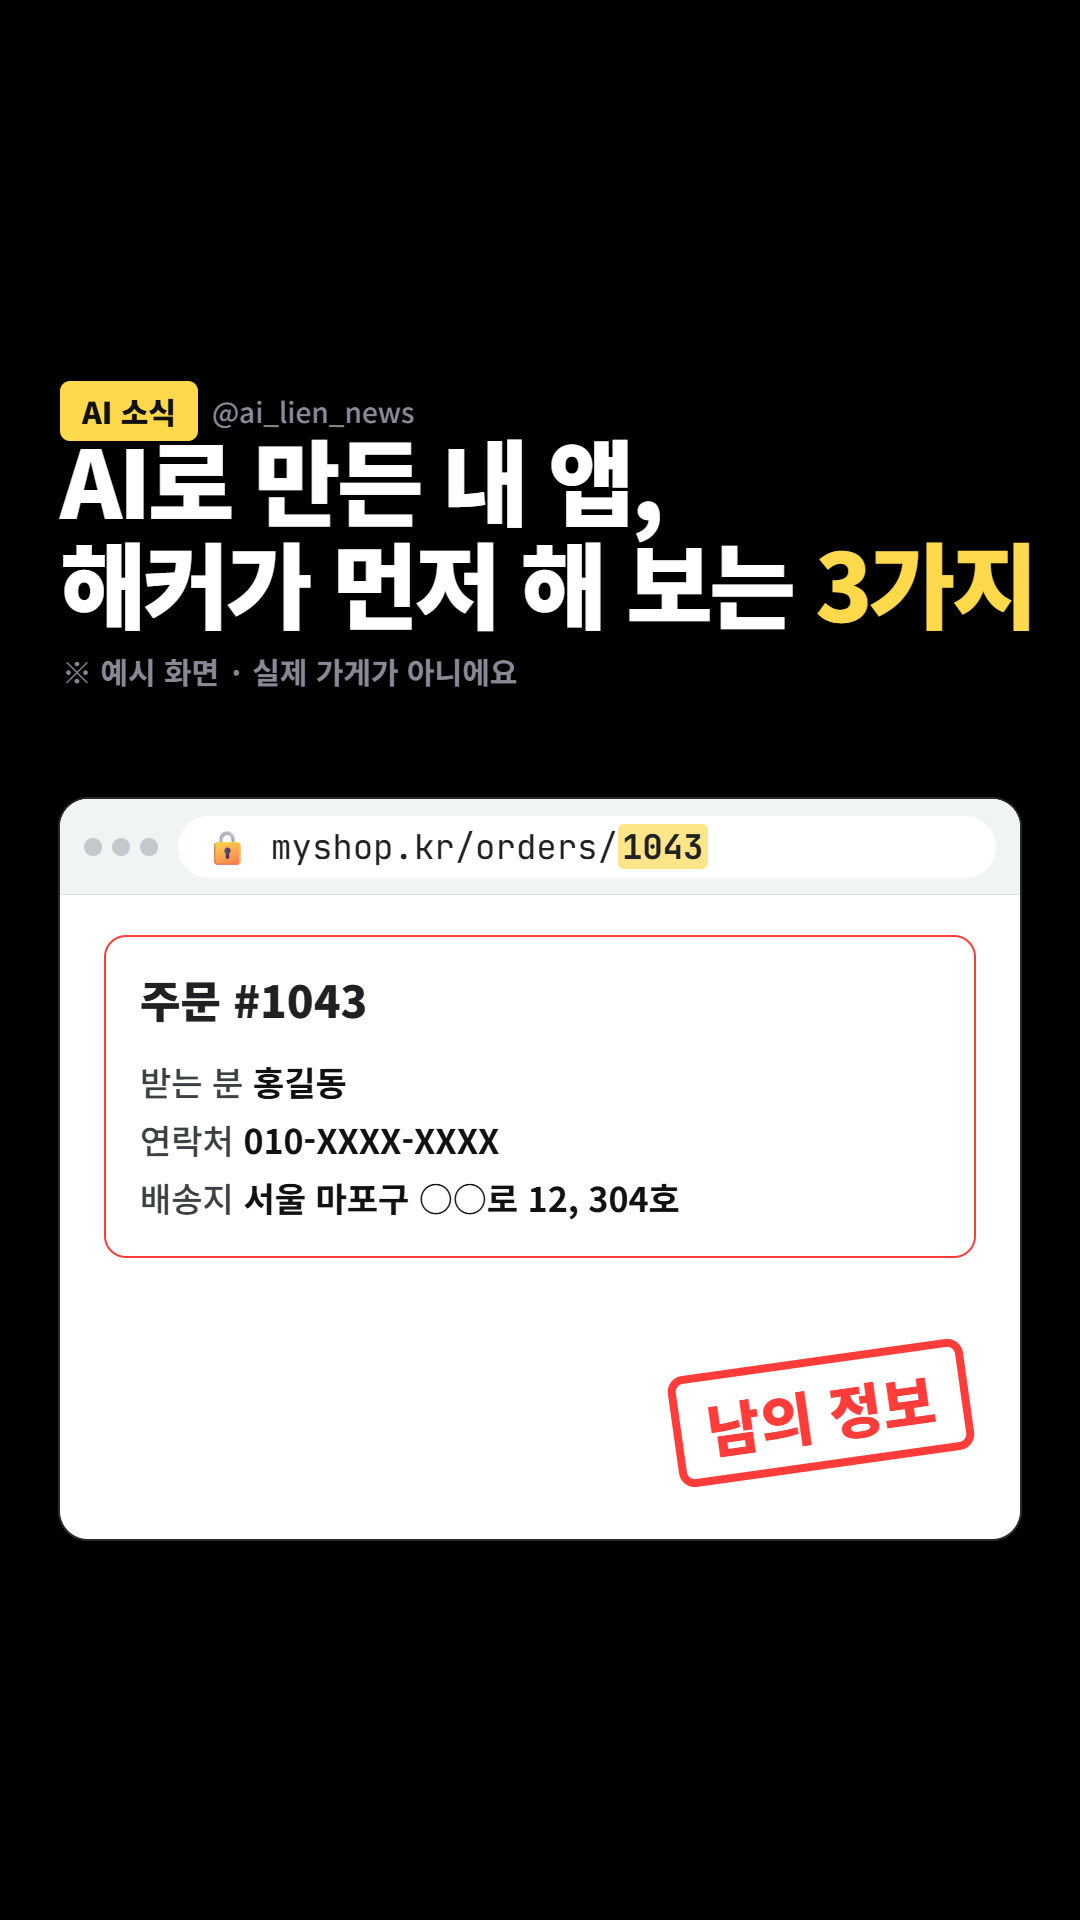 AI 소식 @ai_lien_news
AI로 만든 내 앱,
해커가 먼저 해 보는 3가지
※ 예시 화면 · 실제 가게가 아니에요
myshop.kr/orders/1043
주문 #1043
받는 분 홍길동
연락처 010-XXXX-XXXX
배송지 서울 마포구 ○○로 12, 304호
남의 정보